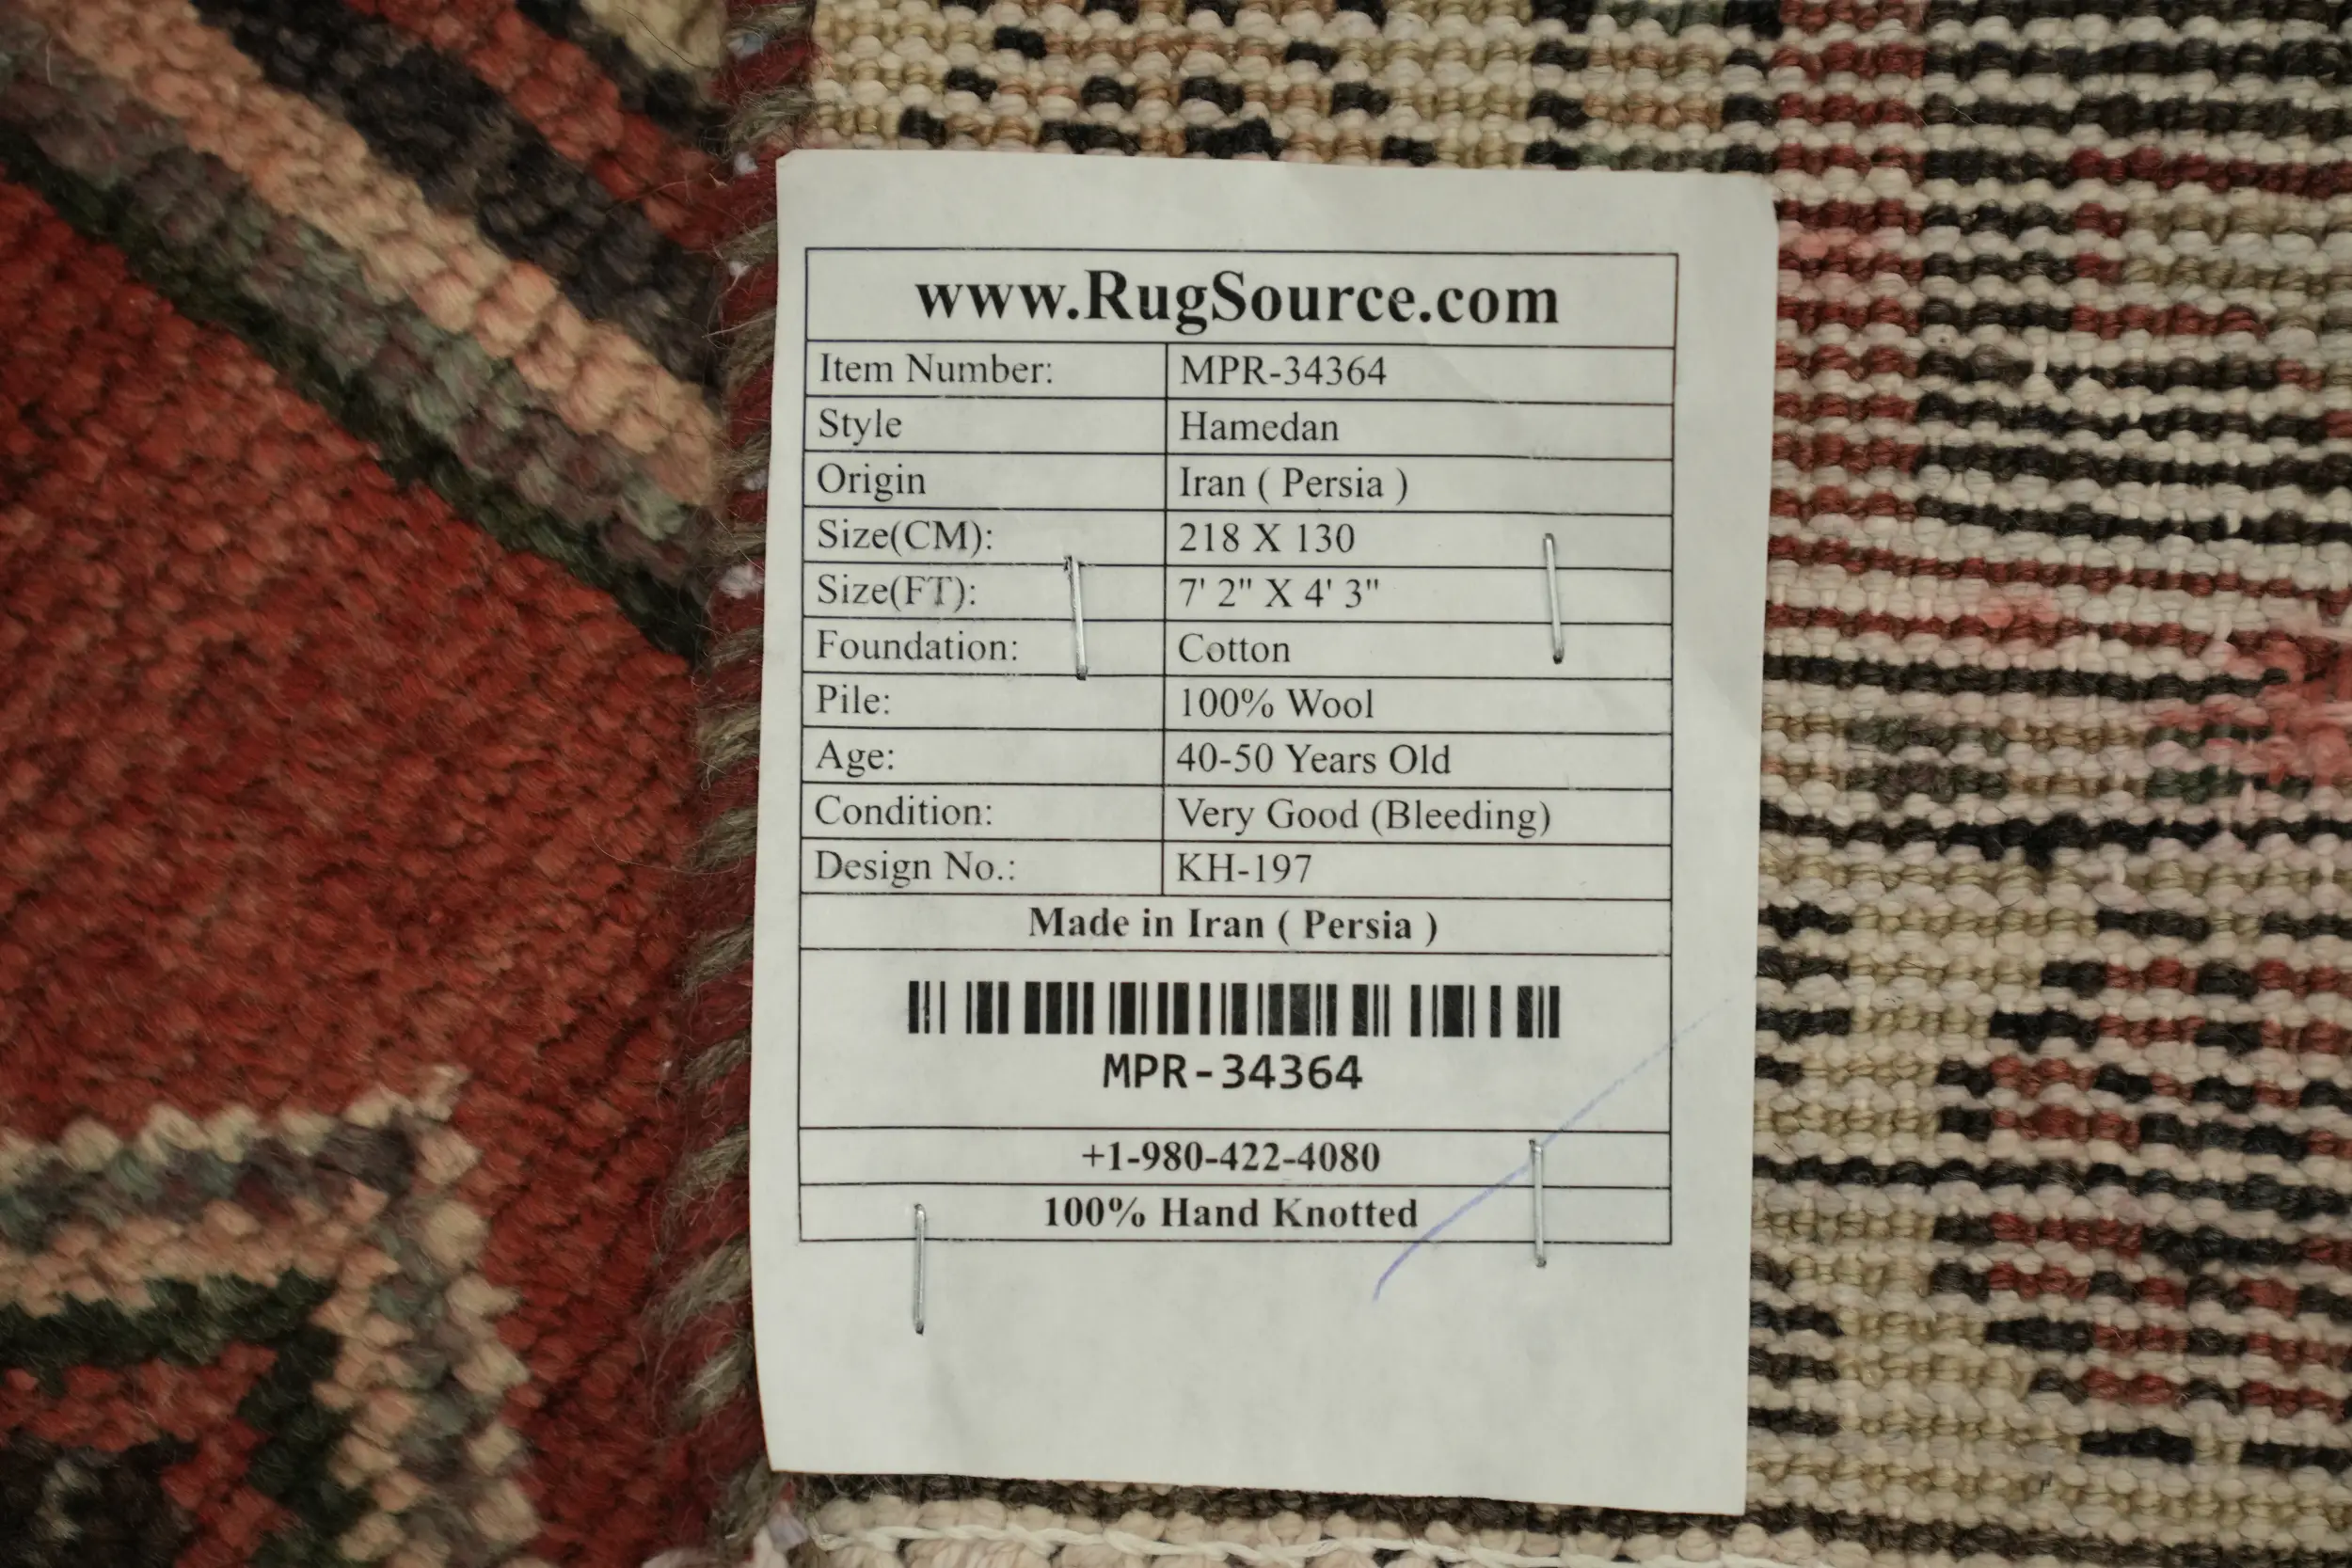 www.RugSource.com
Item Number: MPR-34364
Style Hamedan
Origin Iran ( Persia )
Size(CM): 218 X 130
Size(FT): 7' 2" X 4' 3"
Foundation: Cotton
Pile: 100% Wool
Age: 40-50 Years Old
Condition: Very Good (Bleeding)
Design No.: KH-197
Made in Iran ( Persia )
MPR-34364
+1-980-422-4080
100% Hand Knotted